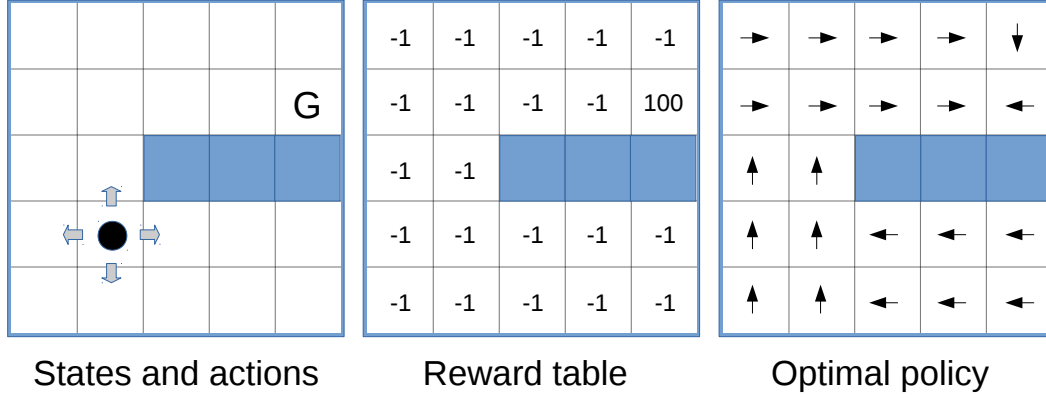 G
-1 -1 -1 -1 -1
-1 -1 -1 -1 100
-1 -1
-1 -1 -1 -1 -1
-1 -1 -1 -1 -1
States and actions
Reward table
Optimal policy